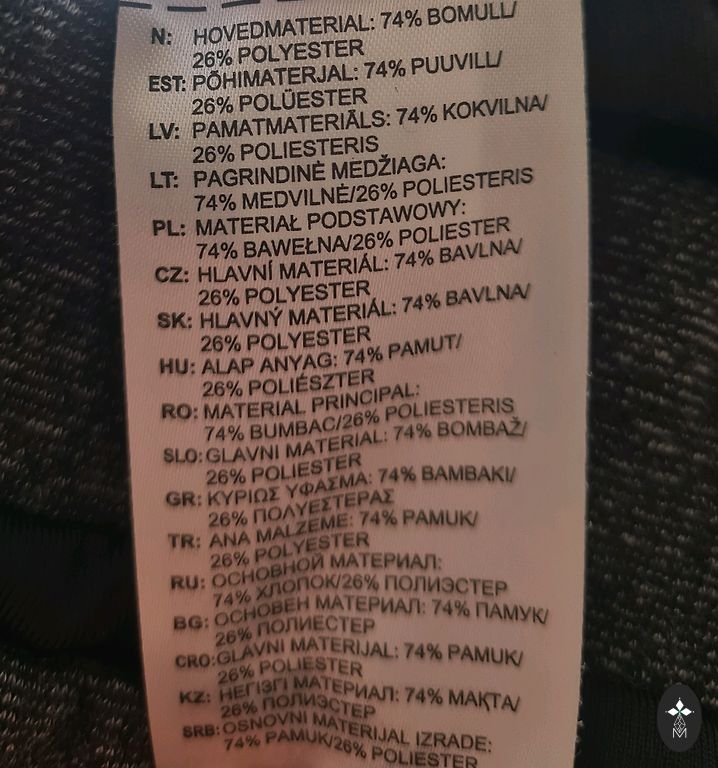 N: HOVEDMATERIAL: 74% BOMULL/
26% POLYESTER
EST: PÕHIMATERJAL: 74% PUUVILL/
26% POLÜESTER
LV: PAMATMATERIĀLS: 74% KOKVILNA/
26% POLIESTERIS
LT: PAGRINDINĖ MEDŽIAGA:
74% MEDVILNĖ/26% POLIESTERIS
PL: MATERIAŁ PODSTAWOWY:
74% BAWEŁNA/26% POLIESTER
CZ: HLAVNÍ MATERIÁL: 74% BAVLNA/
26% POLYESTER
SK: HLAVNÝ MATERIÁL: 74% BAVLNA/
26% POLYESTER
HU: ALAP ANYAG: 74% PAMUT/
26% POLIÉSZTER
RO: MATERIAL PRINCIPAL:
74% BUMBAC/26% POLIESTERIS
SLO: GLAVNI MATERIAL: 74% BOMBAŽ/
26% POLIESTER
GR: ΚΥΡΙΩΣ ΥΦΑΣΜΑ: 74% ΒΑΜΒΑΚΙ/
26% ΠΟΛΥΕΣΤΕΡΑΣ
TR: ANA MALZEME: 74% PAMUK/
26% POLYESTER
RU: ОСНОВНОЙ МАТЕРИАЛ:
74% ХЛОПОК/26% ПОЛИЭСТЕР
BG: ОСНОВЕН МАТЕРИАЛ: 74% ПАМУК/
26% ПОЛИЕСТЕР
CRO: GLAVNI MATERIJAL: 74% PAMUK/
26% POLIESTER
KZ: НЕГІЗГІ МАТЕРИАЛ: 74% МАҚТА/
26% ПОЛИЭСТЕР
SRB: OSNOVNI MATERIJAL IZRADE:
74% PAMUK/26% POLIESTER
M